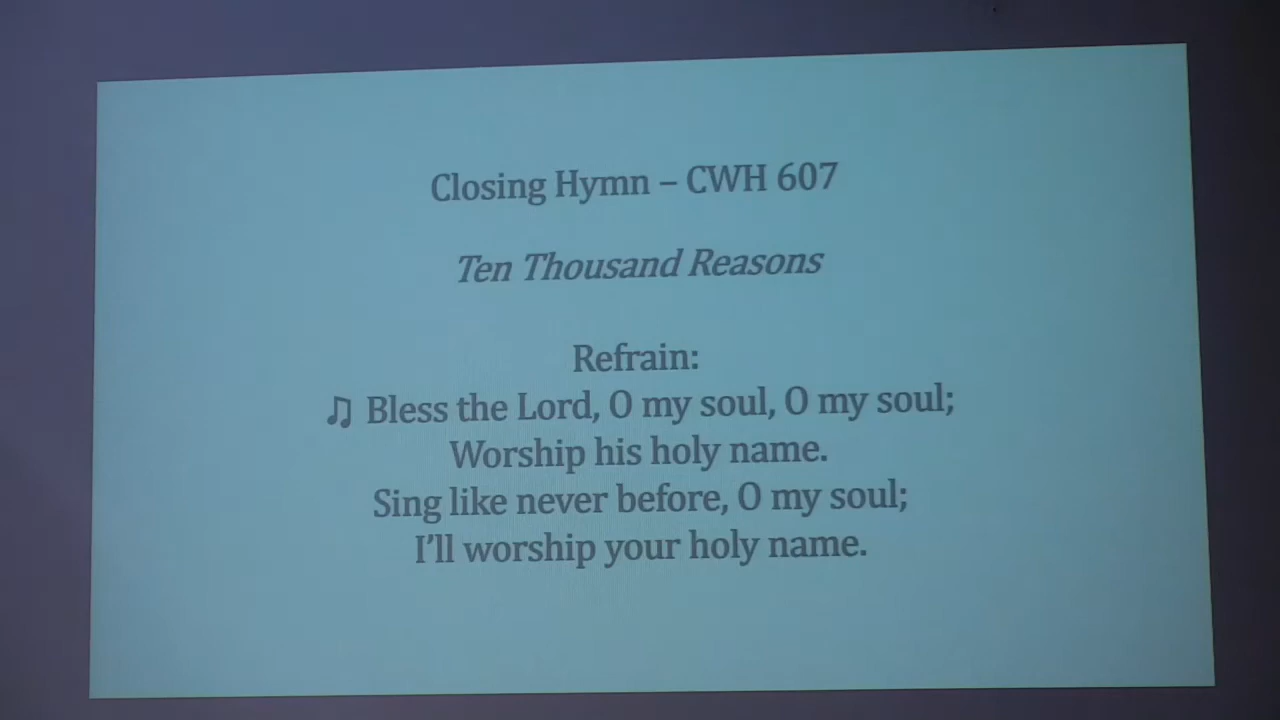 Closing Hymn – CWH 607
Ten Thousand Reasons
Refrain:
♫ Bless the Lord, O my soul, O my soul;
Worship his holy name.
Sing like never before, O my soul;
I’ll worship your holy name.